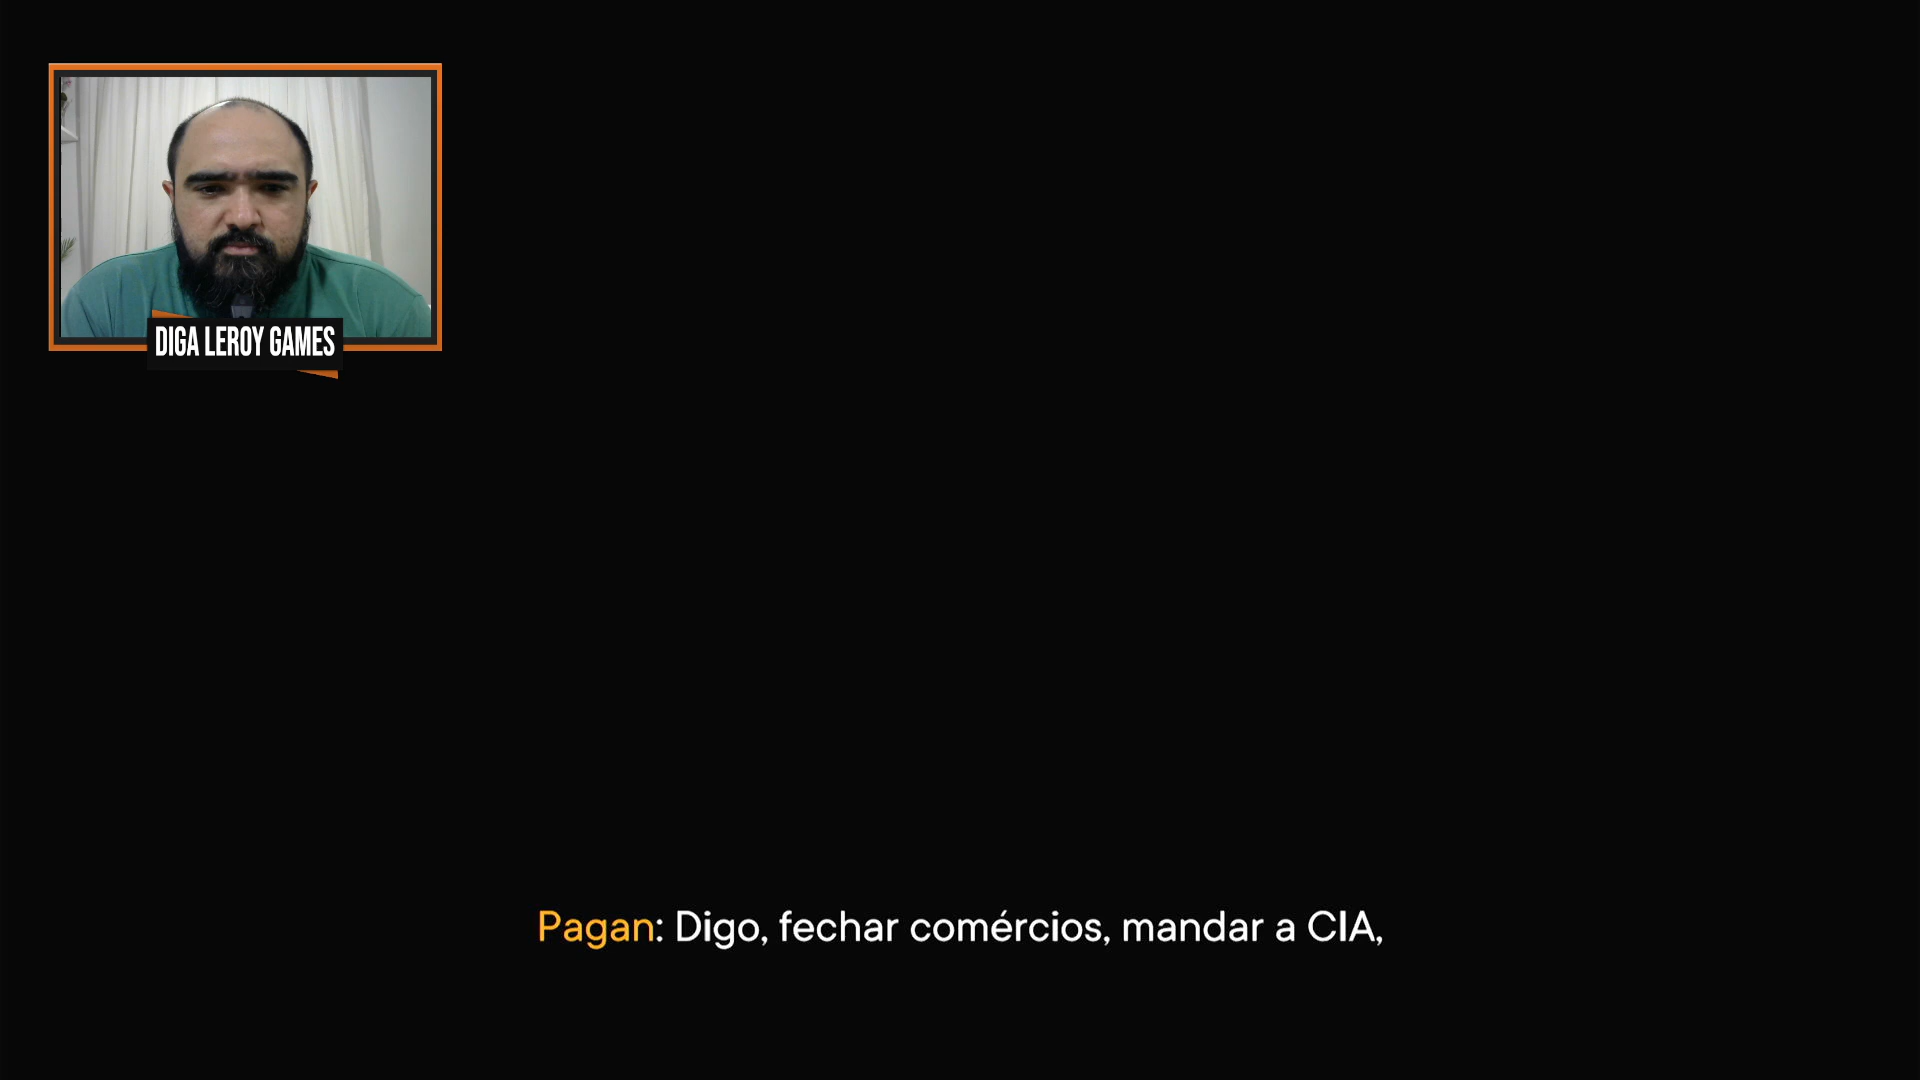 DIGA LEROY GAMES
Pagan: Digo, fechar comércios, mandar a CIA,